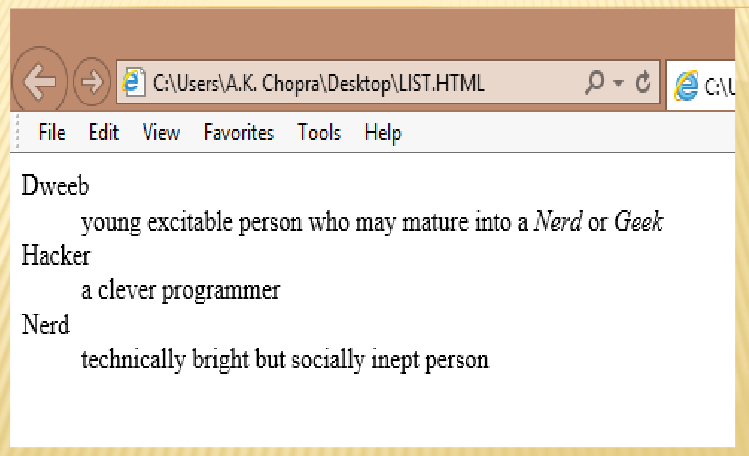 C:\Users\A.K. Chopra\Desktop\LIST.HTML
C:\U
File Edit View Favorites Tools Help
Dweeb
young excitable person who may mature into a Nerd or Geek
Hacker
a clever programmer
Nerd
technically bright but socially inept person